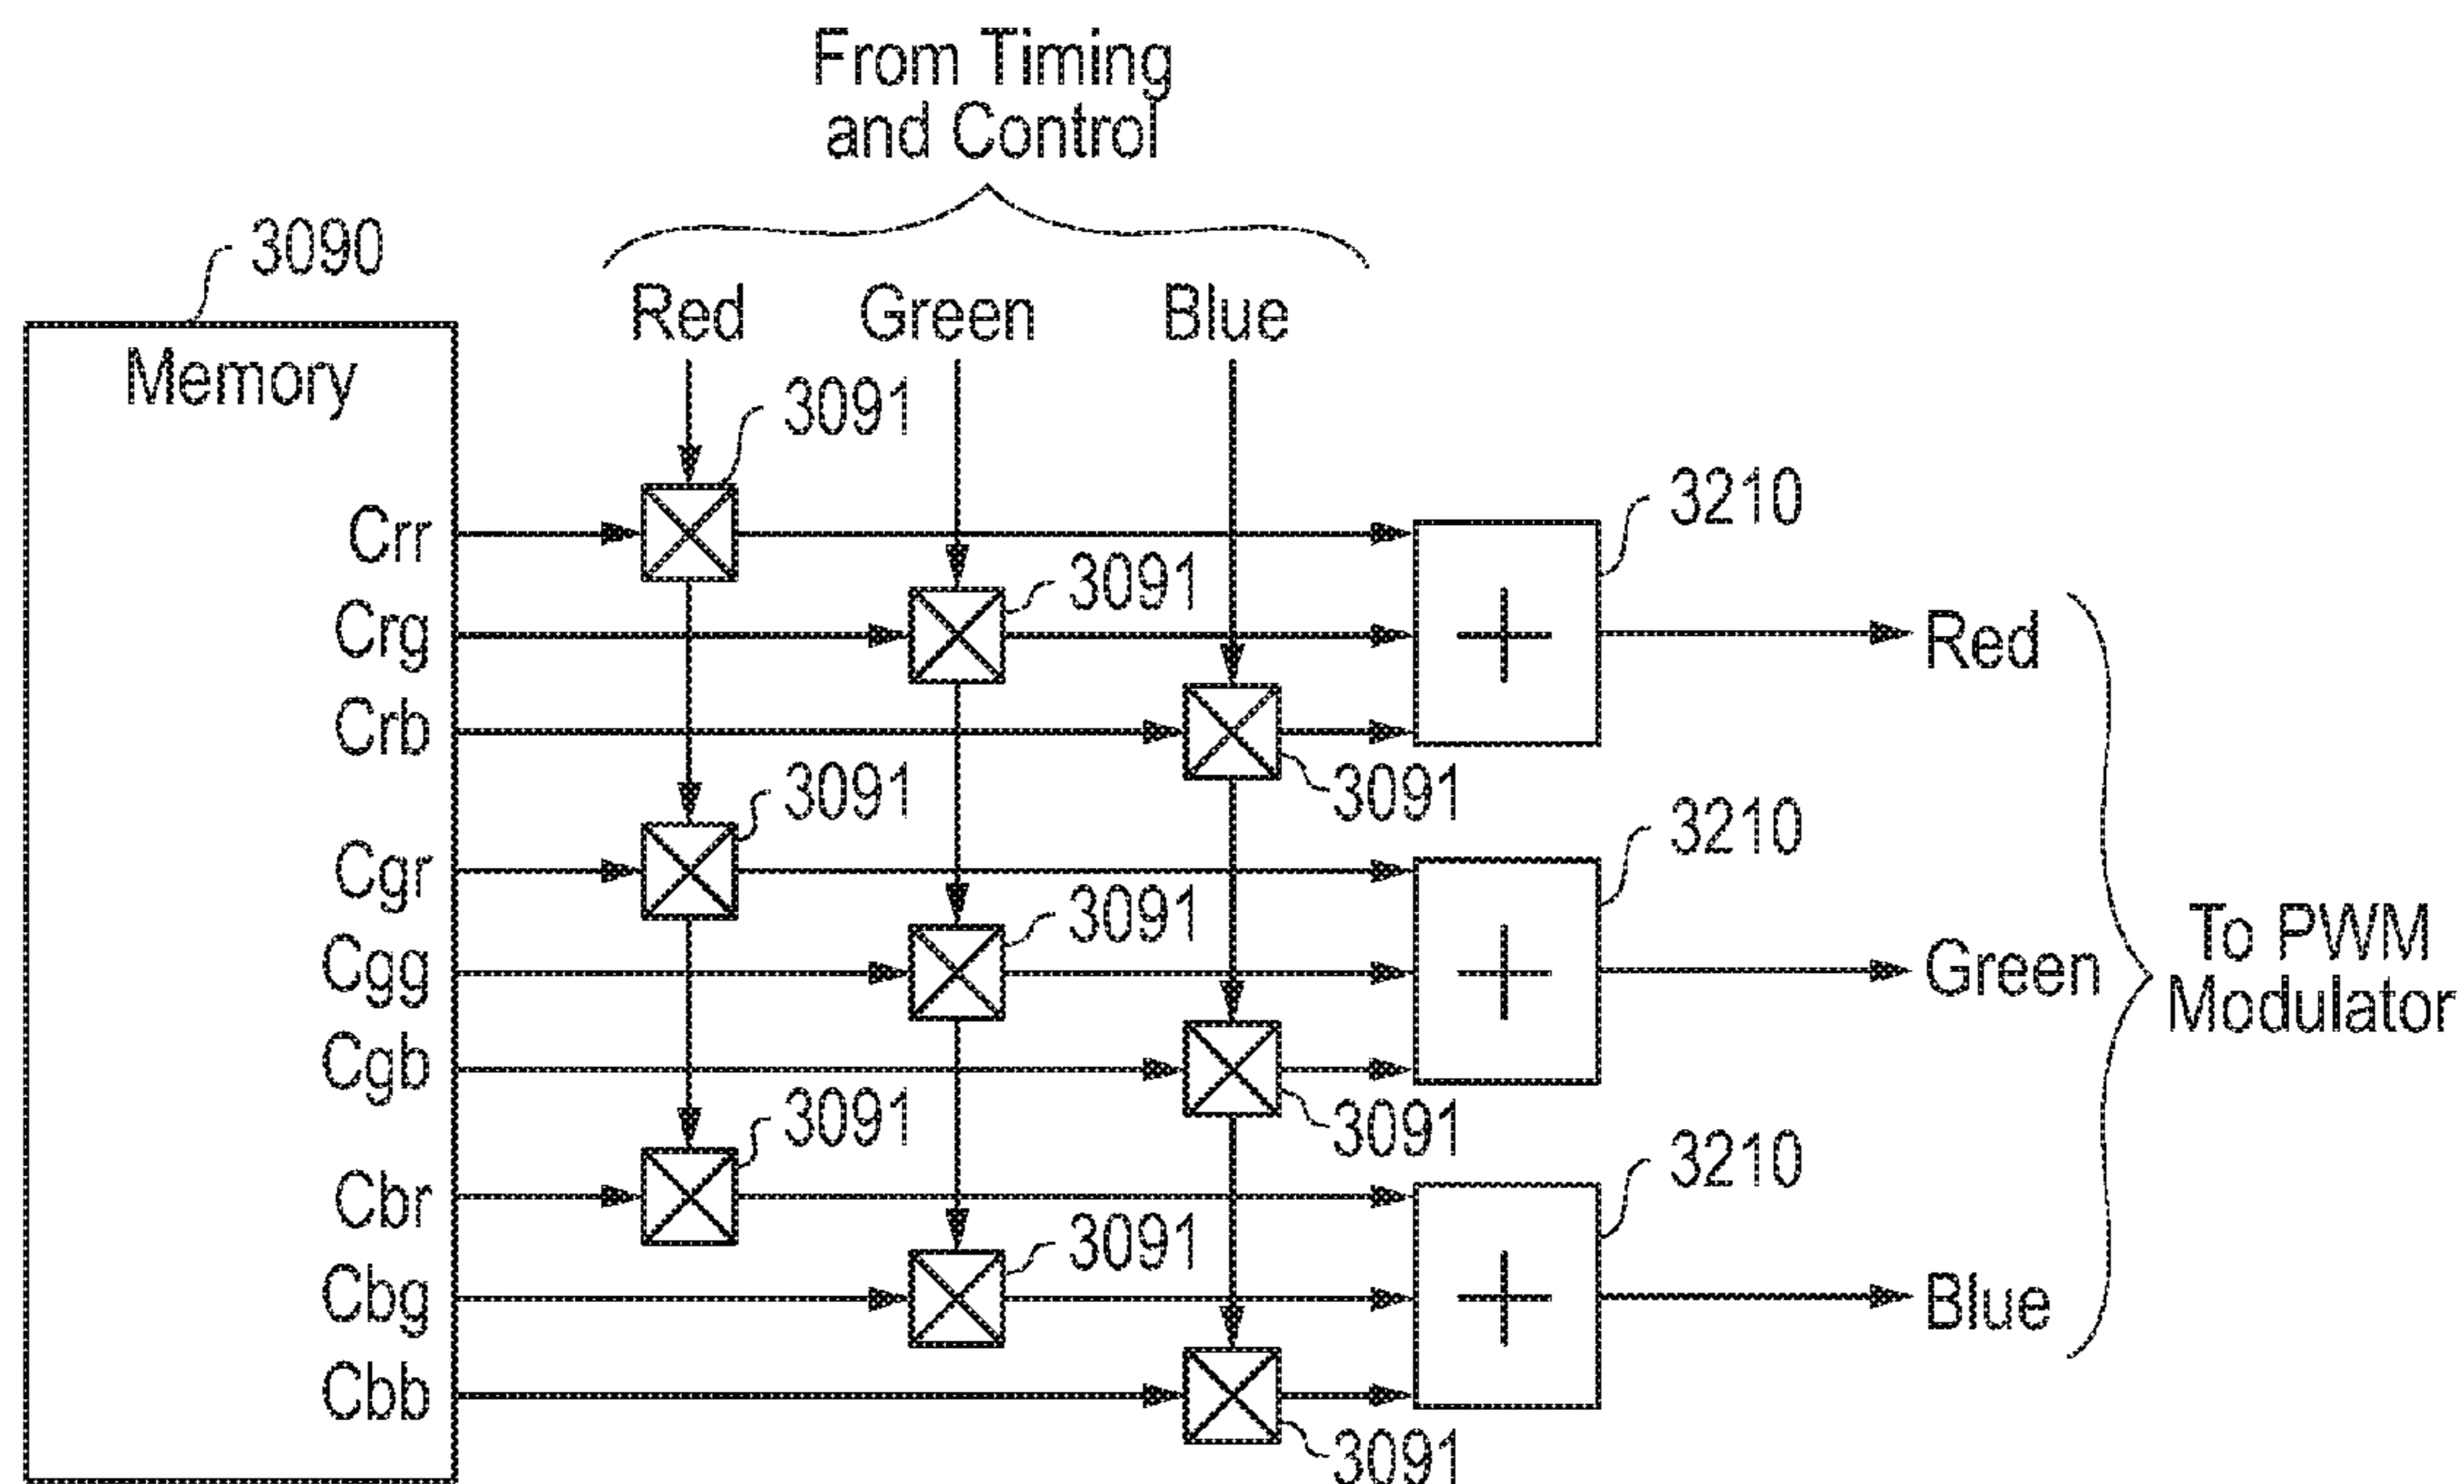 From Timing
and Control
3090
Red Green Blue
Memory
3091
Crr
3210
3091
Crg
Red
Crb
3091
3091
3210
Cgr
3091
To PWM
Modulator
Cgg
Green
Cgb
3091
3091
3210
Cbr
3091
Cbg
Blue
Cbb
3091